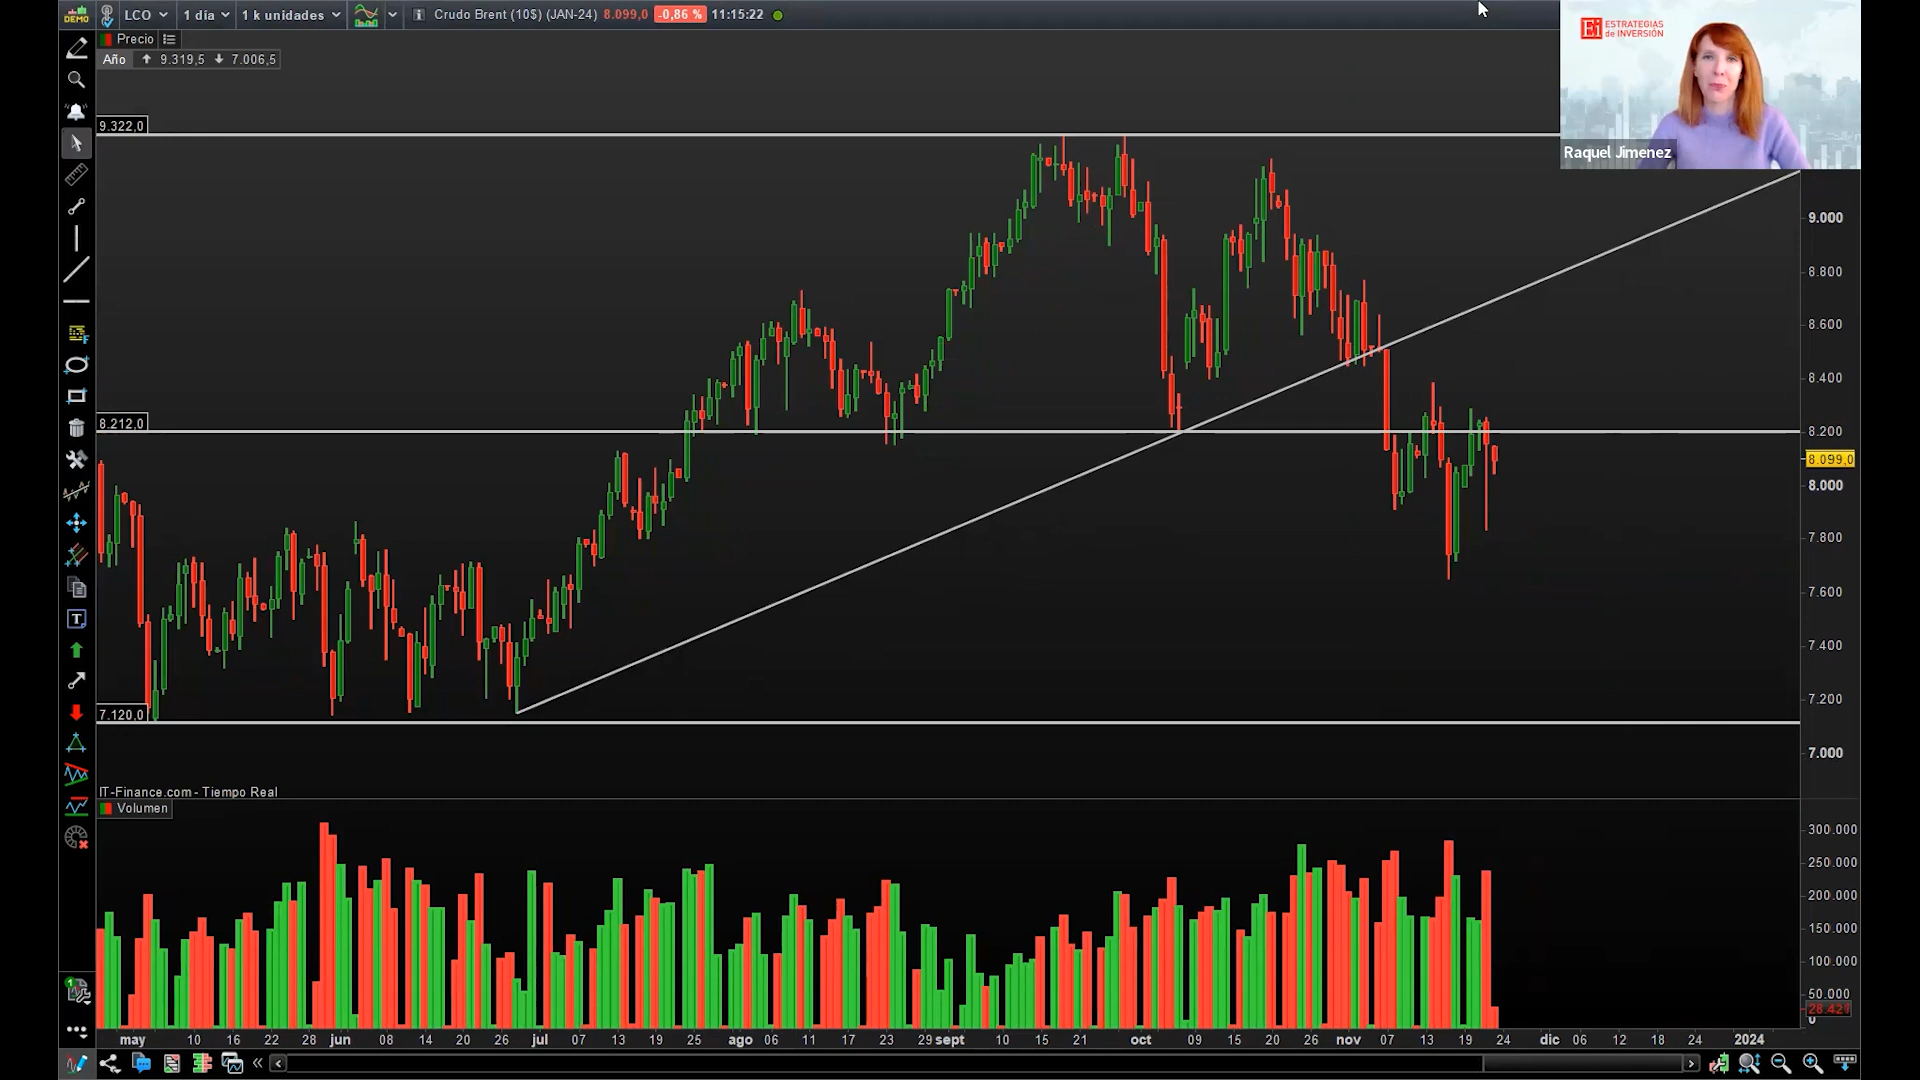 DEMO LCO 1 día 1 k unidades Crudo Brent (10$) (JAN-24) 8.099,0 -0,86 % 11:15:22
Precio
Año 9.319,5 7.006,5
Ei ESTRATEGIAS
de INVERSIÓN
Raquel Jimenez
9.322,0
8.212,0
7.120,0
9.000
8.800
8.600
8.400
8.200
8.099,0
8.000
7.800
7.600
7.400
7.200
7.000
IT-Finance.com - Tiempo Real
Volumen
300.000
250.000
200.000
150.000
100.000
50.000
28.421
0
may 10 16 22 28 jun 08 14 20 26 jul 07 13 19 25 ago 06 11 17 23 29 sept 10 15 21 oct 09 15 20 26 nov 07 13 19 24 dic 06 12 18 24 2024